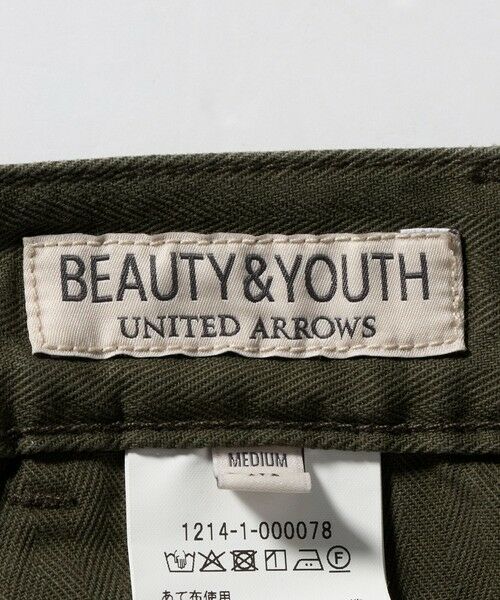 BEAUTY&YOUTH
UNITED ARROWS
MEDIUM
1214-1-000078
あて布使用